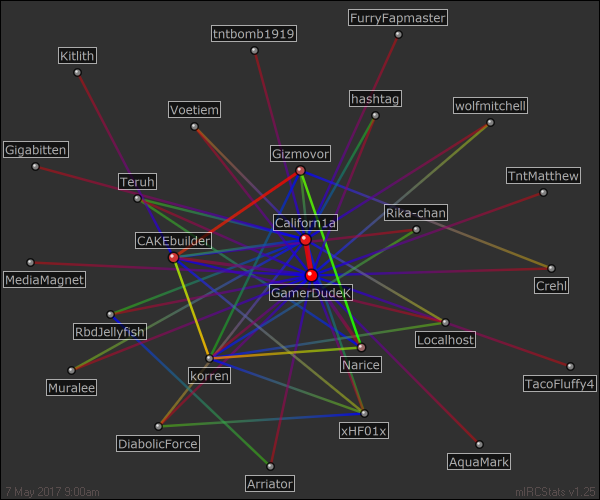 FurryFapmaster
tntbomb1919
Kitlith
hashtag
wolfmitchell
Voetiem
Gigabitten
Gizmovor
TntMatthew
Teruh
Rika-chan
Californ1a
CAKEbuilder
MediaMagnet
Crehl
GamerDudeK
RbdJellyfish
Localhost
Narice
korren
TacoFluffy4
Muralee
xHF01x
DiabolicForce
AquaMark
Arriator
7 May 2017 9:00am
mIRCStats v1.25